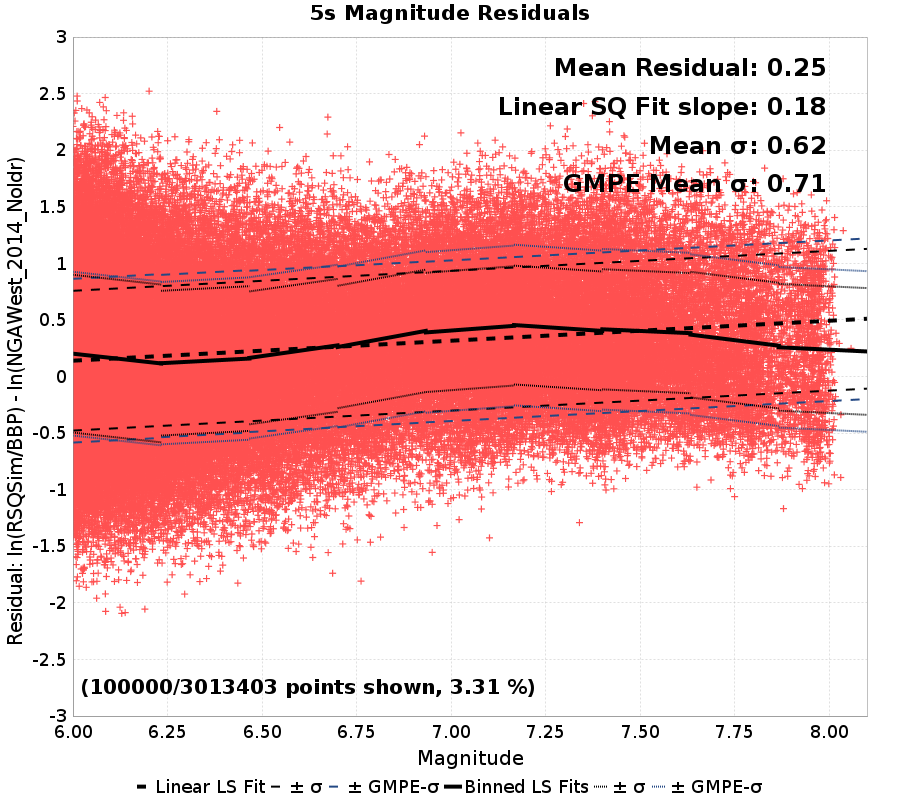 5s Magnitude Residuals
Mean Residual: 0.25
Linear SQ Fit slope: 0.18
Mean σ: 0.62
GMPE Mean σ: 0.71
Residual: ln(RSQSim/BBP) - ln(NGAWest_2014_NoIdr)
3
2.5
2
1.5
1
0.5
0
-0.5
-1
-1.5
-2
-2.5
-3
(100000/3013403 points shown, 3.31 %)
6.00 6.25 6.50 6.75 7.00 7.25 7.50 7.75 8.00
Magnitude
Linear LS Fit ± σ ± GMPE-σ Binned LS Fits ± σ ± GMPE-σ